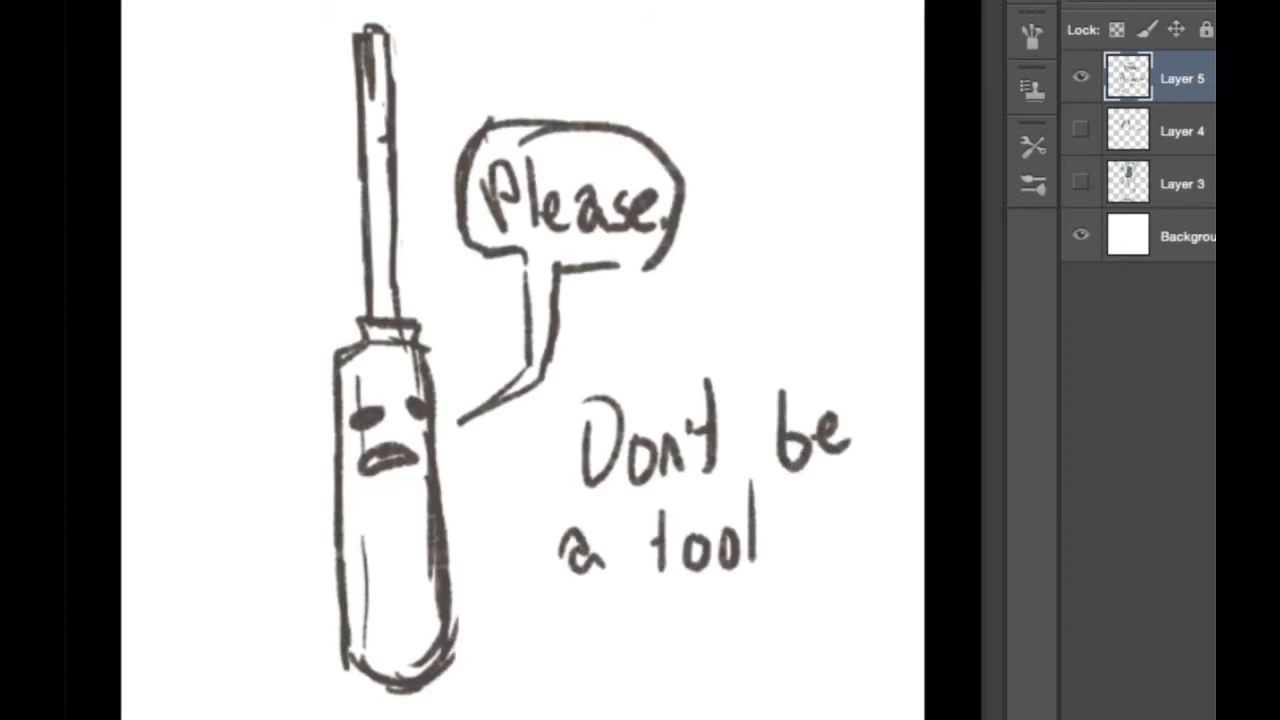 Please.
Don't be
a tool
Lock:
Layer 5
Layer 4
Layer 3
Backgrou